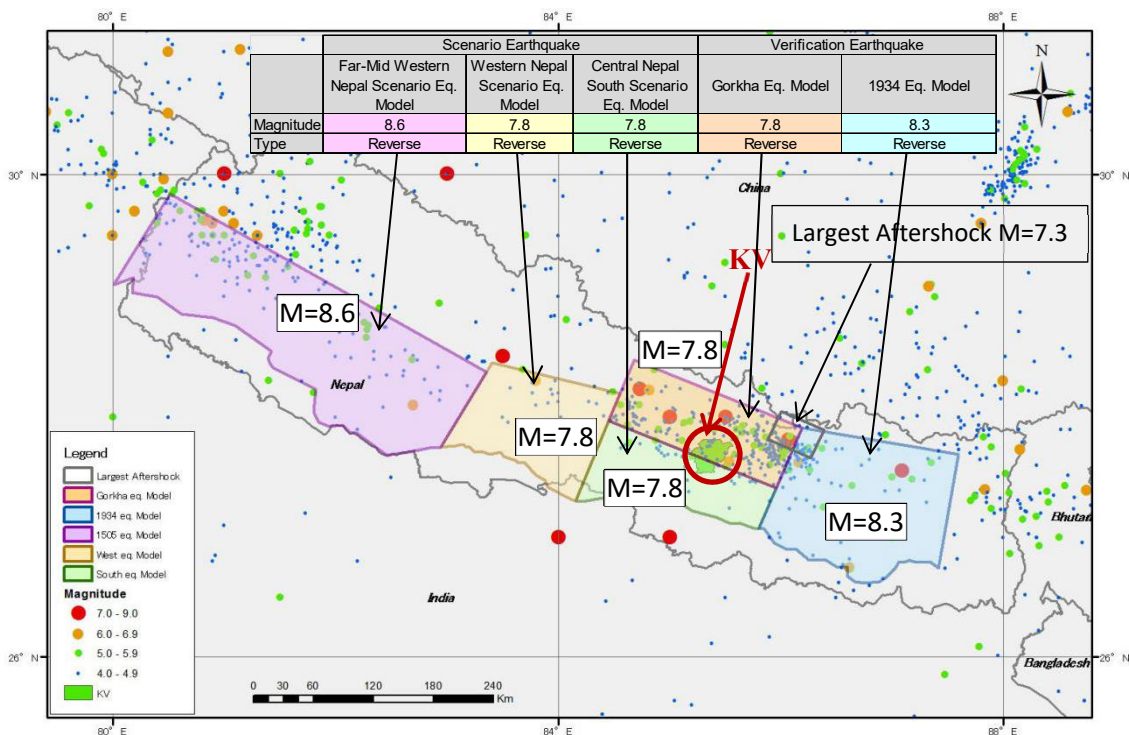 80° E 84° E 88° E
Scenario Earthquake Verification Earthquake
Far-Mid Western Nepal Scenario Eq. Model
Western Nepal Scenario Eq. Model
Central Nepal South Scenario Eq. Model
Gorkha Eq. Model
1934 Eq. Model
Magnitude 8.6 7.8 7.8 7.8 8.3
Type Reverse Reverse Reverse Reverse Reverse
N
30° N 30° N
China
Largest Aftershock M=7.3
KV
M=8.6
M=7.8
Nepal
M=7.8
M=7.8
M=8.3
Bhutan
India
Bangladesh
26° N 26° N
Legend
Largest Aftershock
Gorkha eq. Model
1934 eq. Model
1505 eq. Model
West eq. Model
South eq. Model
Magnitude
7.0 - 9.0
6.0 - 6.9
5.0 - 5.9
4.0 - 4.9
KV
0 15 30 60 120 180 240
Km
80° E 84° E 88° E